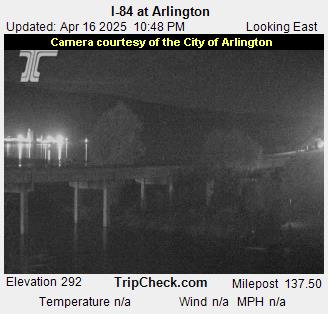 I-84 at Arlington
Updated: Apr 16 2025 10:48 PM Looking East
Camera courtesy of the City of Arlington
Elevation 292 TripCheck.com Milepost 137.50
Temperature n/a Wind n/a MPH n/a